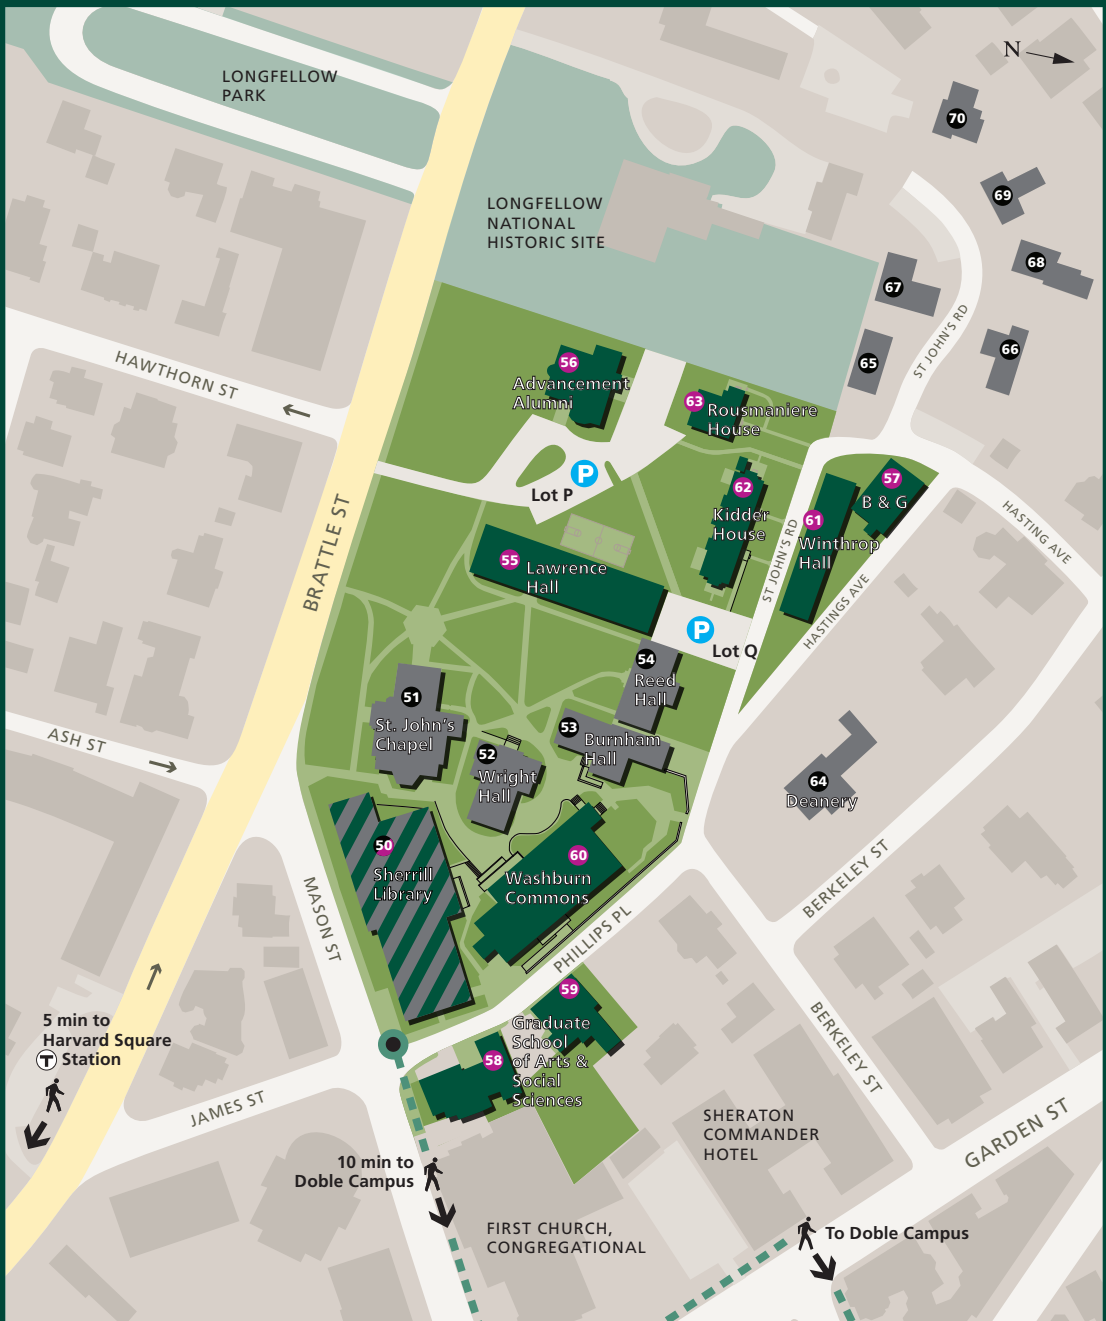 N
LONGFELLOW
PARK
70
69
LONGFELLOW
NATIONAL
HISTORIC SITE
68
67
ST JOHN'S RD
66
65
HAWTHORN ST
56
Advancement
Alumni
63
Rousmaniere
House
P
Lot P
62
Kidder
House
57
B & G
61
Winthrop
Hall
HASTING AVE
BRATTLE ST
55
Lawrence
Hall
ST JOHN'S RD
HASTINGS AVE
P
Lot Q
54
Reed
Hall
51
St. John's
Chapel
53
Burnham
Hall
52
Wright
Hall
ASH ST
64
Deanery
50
Sherrill
Library
60
Washburn
Commons
MASON ST
PHILLIPS PL
BERKELEY ST
59
Graduate
School
of Arts &
Social
Sciences
58
5 min to
Harvard Square
T Station
BERKELEY ST
JAMES ST
SHERATON
COMMANDER
HOTEL
GARDEN ST
10 min to
Doble Campus
FIRST CHURCH,
CONGREGATIONAL
To Doble Campus